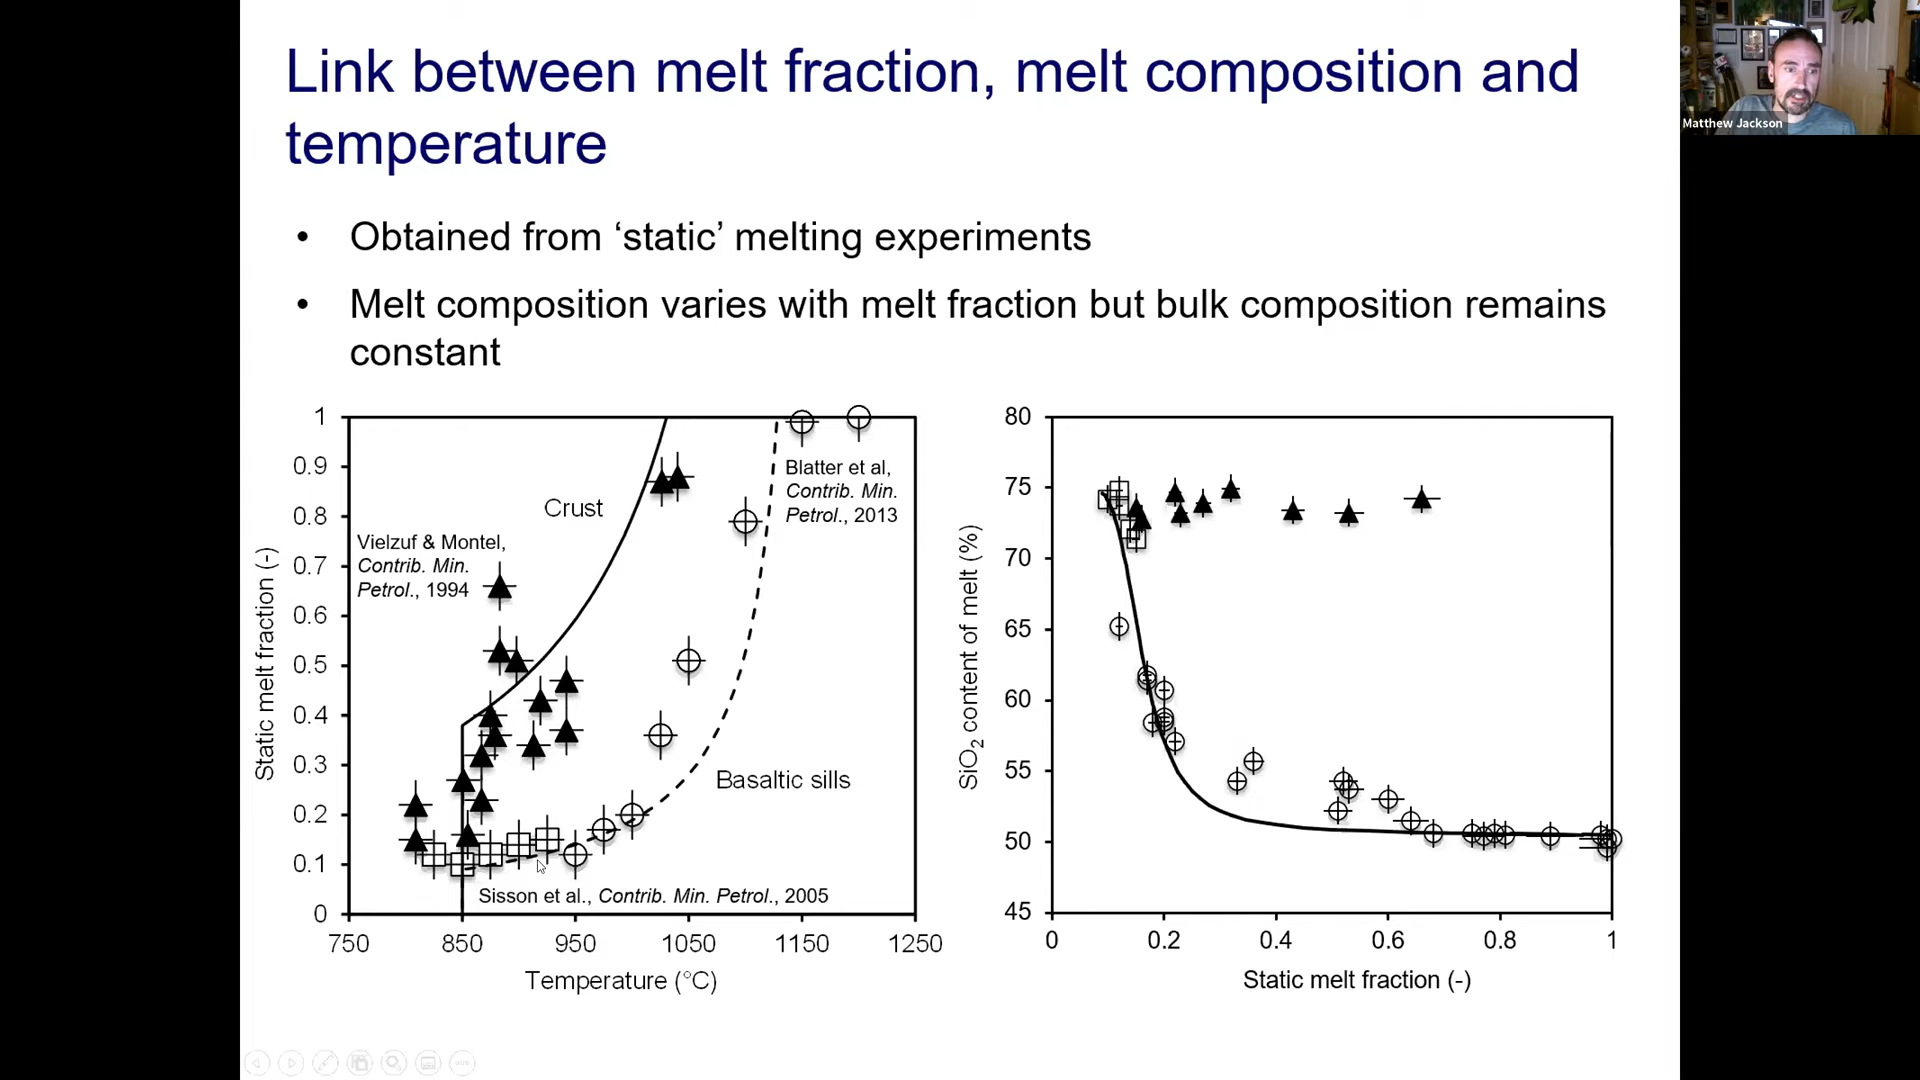 Link between melt fraction, melt composition and
temperature
Matthew Jackson
• Obtained from ‘static’ melting experiments
• Melt composition varies with melt fraction but bulk composition remains
constant
Static melt fraction (-)
1
0.9
0.8
0.7
0.6
0.5
0.4
0.3
0.2
0.1
0
Crust
Vielzuf & Montel,
Contrib. Min.
Petrol., 1994
Blatter et al,
Contrib. Min.
Petrol., 2013
Basaltic sills
Sisson et al., Contrib. Min. Petrol., 2005
750 850 950 1050 1150 1250
Temperature (°C)
SiO₂ content of melt (%)
80
75
70
65
60
55
50
45
0 0.2 0.4 0.6 0.8 1
Static melt fraction (-)